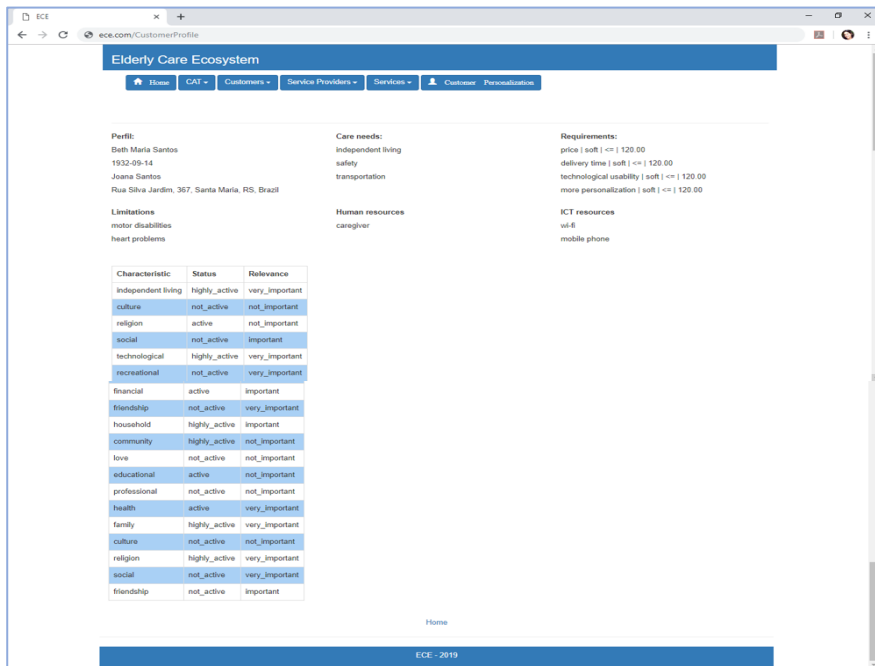 ECE
ece.com/CustomerProfile
Elderly Care Ecosystem
Home CAT Customers Service Providers Services Customer Personalization
Perfil:
Beth Maria Santos
1932-09-14
Joana Santos
Rua Silva Jardim, 367, Santa Maria, RS, Brazil
Care needs:
independent living
safety
transportation
Requirements:
price | soft | <= | 120.00
delivery time | soft | <= | 120.00
technological usability | soft | <= | 120.00
more personalization | soft | <= | 120.00
Limitations
motor disabilities
heart problems
Human resources
caregiver
ICT resources
wi-fi
mobile phone
Characteristic Status Relevance
independent living highly_active very_important
culture not_active not_important
religion active not_important
social not_active important
technological highly_active very_important
recreational not_active very_important
financial active important
friendship not_active very_important
household highly_active important
community highly_active not_important
love not_active not_important
educational active not_important
professional not_active not_important
health active very_important
family highly_active very_important
culture not_active not_important
religion highly_active very_important
social not_active very_important
friendship not_active important
Home
ECE - 2019